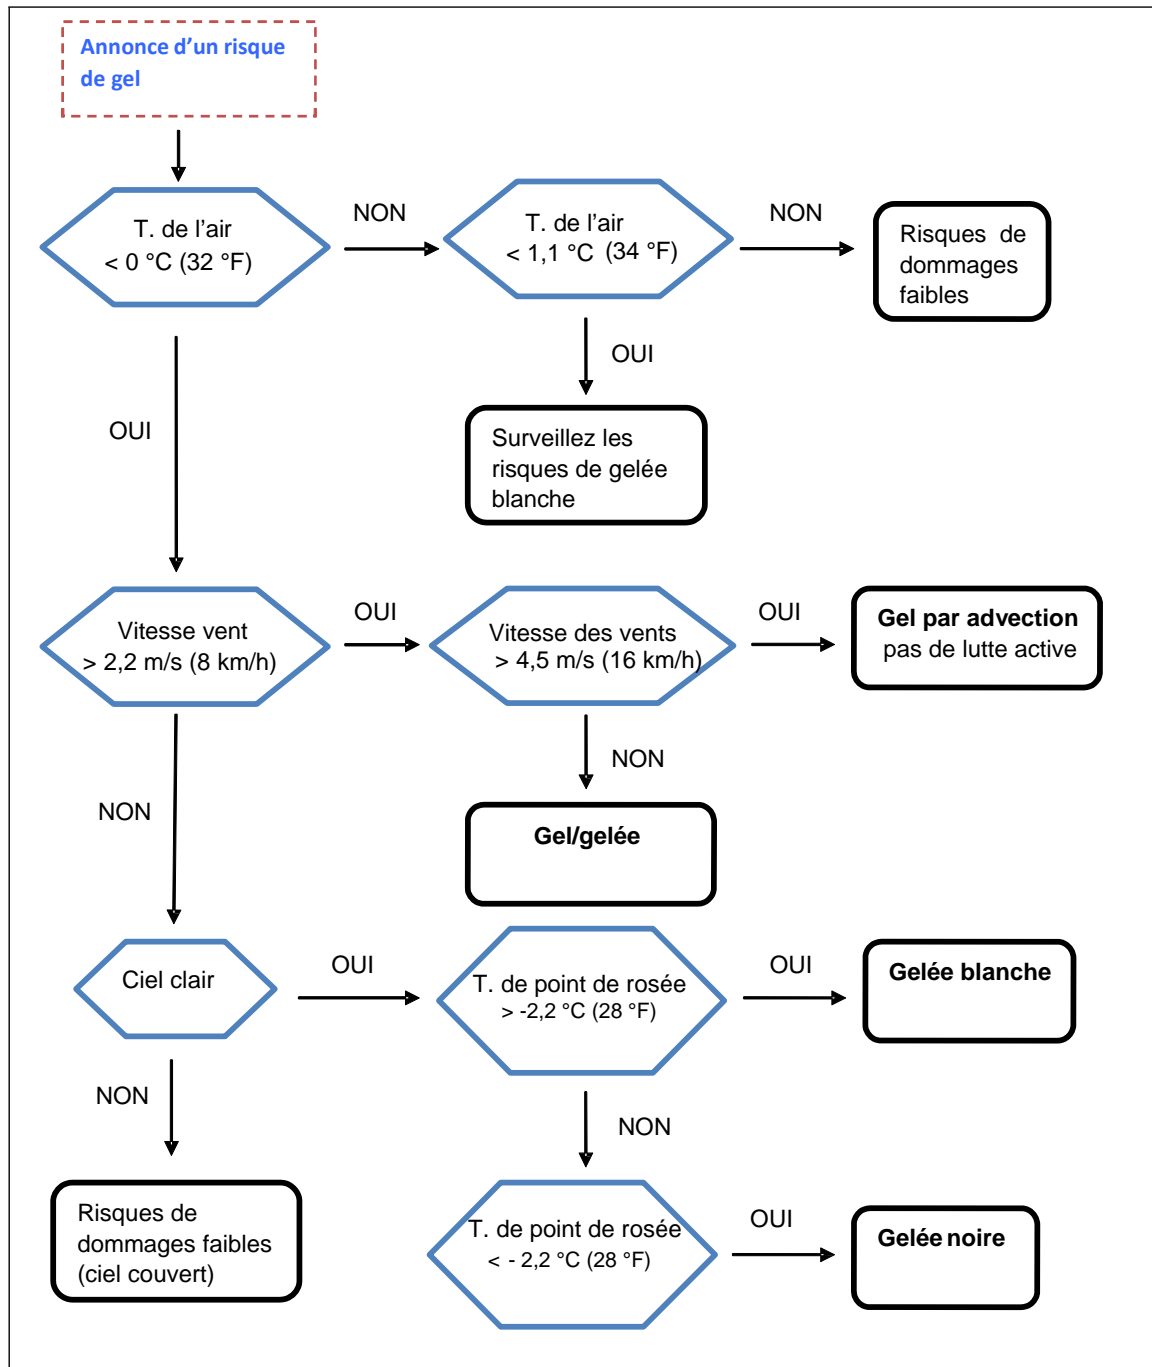 Annonce d’un risque
de gel
T. de l’air
< 0 °C (32 °F)
NON
T. de l’air
< 1,1 °C (34 °F)
NON
Risques de
dommages
faibles
OUI
OUI
Surveillez les
risques de gelée
blanche
Vitesse vent
> 2,2 m/s (8 km/h)
OUI
Vitesse des vents
> 4,5 m/s (16 km/h)
OUI
Gel par advection
pas de lutte active
NON
NON
Gel/gelée
Ciel clair
OUI
T. de point de rosée
> -2,2 °C (28 °F)
OUI
Gelée blanche
NON
NON
Risques de
dommages faibles
(ciel couvert)
T. de point de rosée
< - 2,2 °C (28 °F)
OUI
Gelée noire